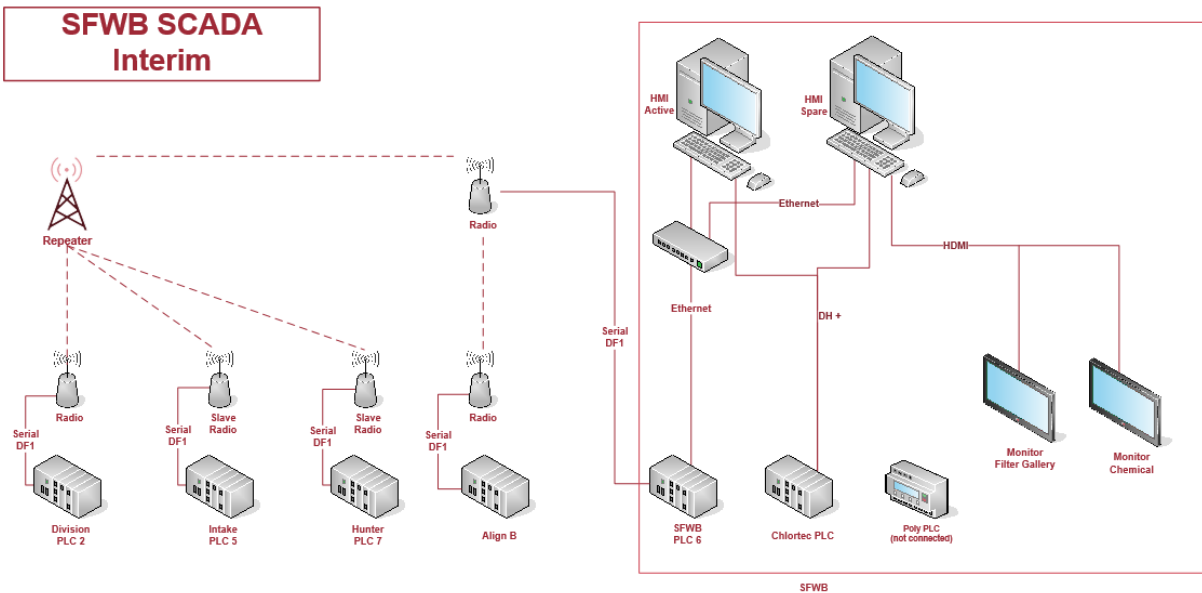 SFWB SCADA
Interim
HMI
Active
HMI
Spare
Repeater
Radio
Ethernet
HDMI
Ethernet
DH +
Serial
DF1
Radio
Slave
Radio
Slave
Radio
Radio
Serial
DF1
Serial
DF1
Serial
DF1
Serial
DF1
Monitor
Filter Gallery
Monitor
Chemical
Division
PLC 2
Intake
PLC 5
Hunter
PLC 7
Align B
SFWB
PLC 6
Chlortec PLC
Poly PLC
(not connected)
SFWB